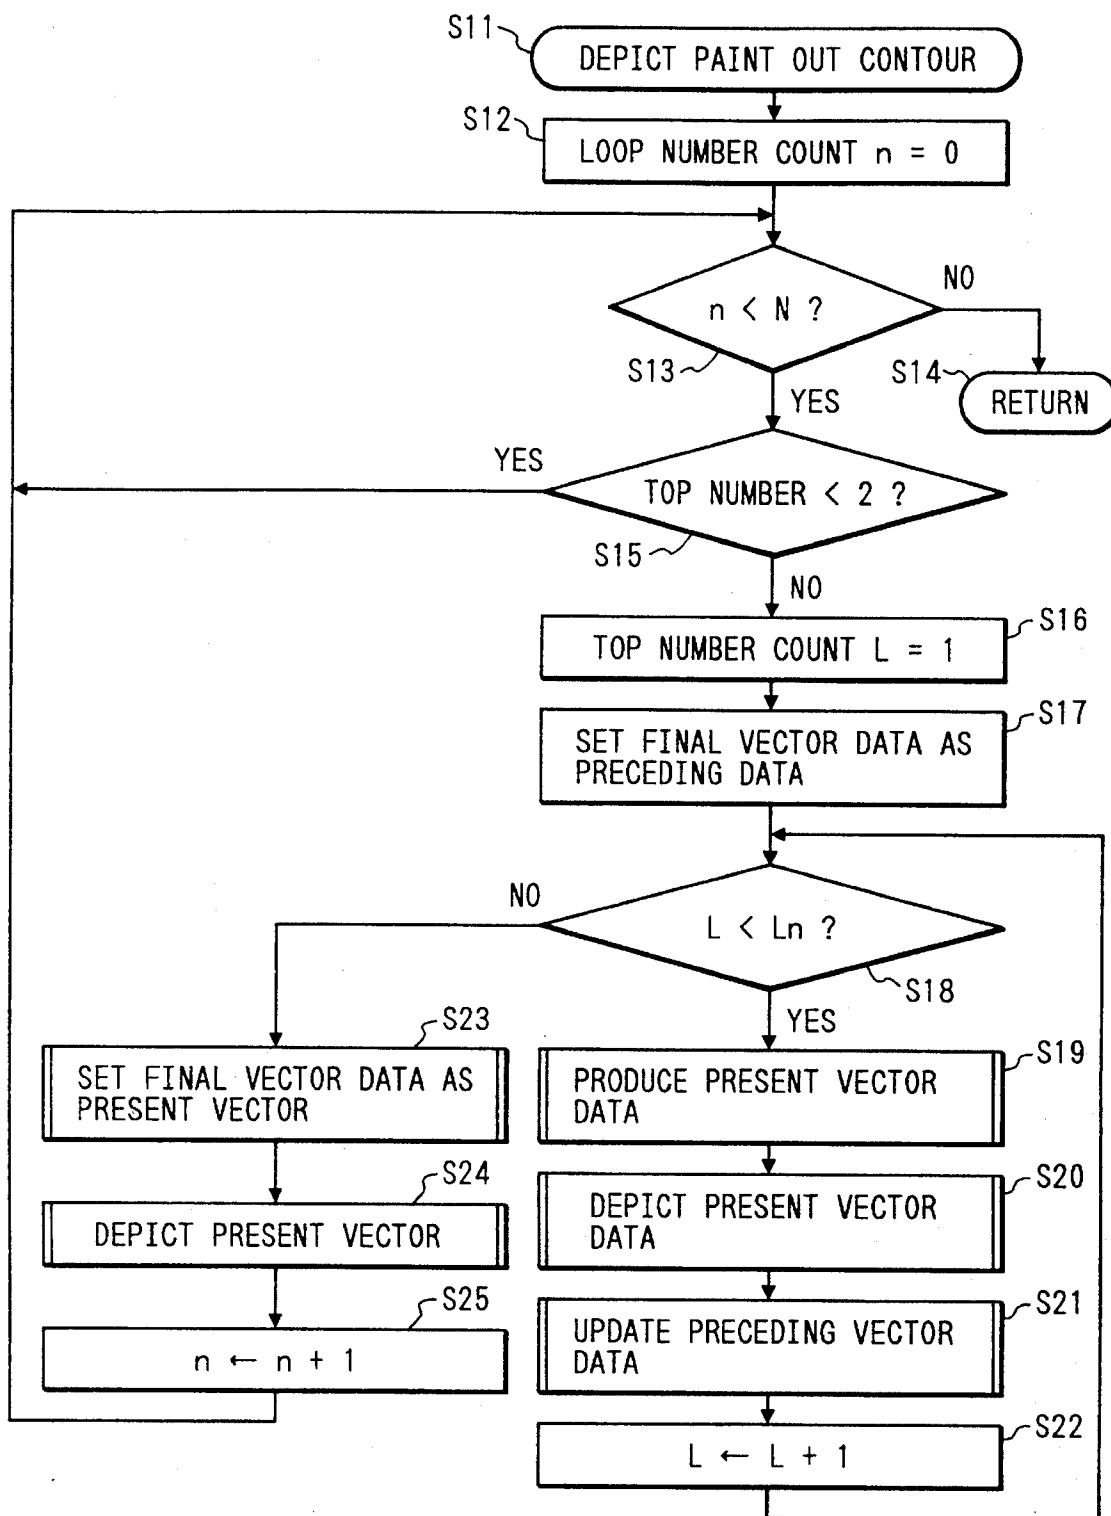 S11
DEPICT PAINT OUT CONTOUR
S12
LOOP NUMBER COUNT n = 0
n < N ?
NO
S13
S14
RETURN
YES
YES
TOP NUMBER < 2 ?
S15
NO
S16
TOP NUMBER COUNT L = 1
S17
SET FINAL VECTOR DATA AS
PRECEDING DATA
NO
L < Ln ?
S18
YES
S23
SET FINAL VECTOR DATA AS
PRESENT VECTOR
S19
PRODUCE PRESENT VECTOR
DATA
S24
DEPICT PRESENT VECTOR
S20
DEPICT PRESENT VECTOR
DATA
S25
n ← n + 1
S21
UPDATE PRECEDING VECTOR
DATA
S22
L ← L + 1